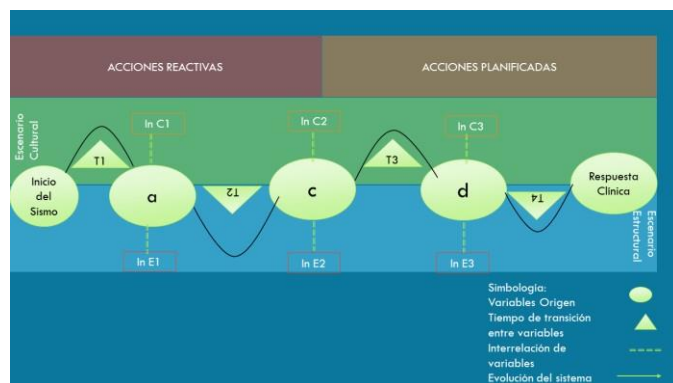 ACCIONES REACTIVAS
ACCIONES PLANIFICADAS
Escenario
Cultural
In C1
In C2
In C3
T1
T3
Inicio
del
Sismo
a
T2
c
d
T4
Respuesta
Clínica
Escenario
Estructural
In E1
In E2
In E3
Simbología:
Variables Origen
Tiempo de transición
entre variables
Interrelación de
variables
Evolución del sistema